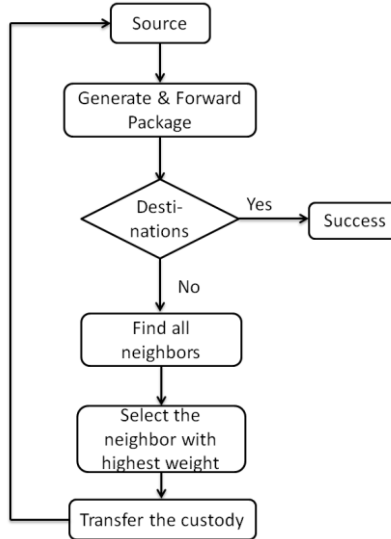 Source
Generate & Forward
Package
Desti-
nations
Yes
Success
No
Find all
neighbors
Select the
neighbor with
highest weight
Transfer the custody